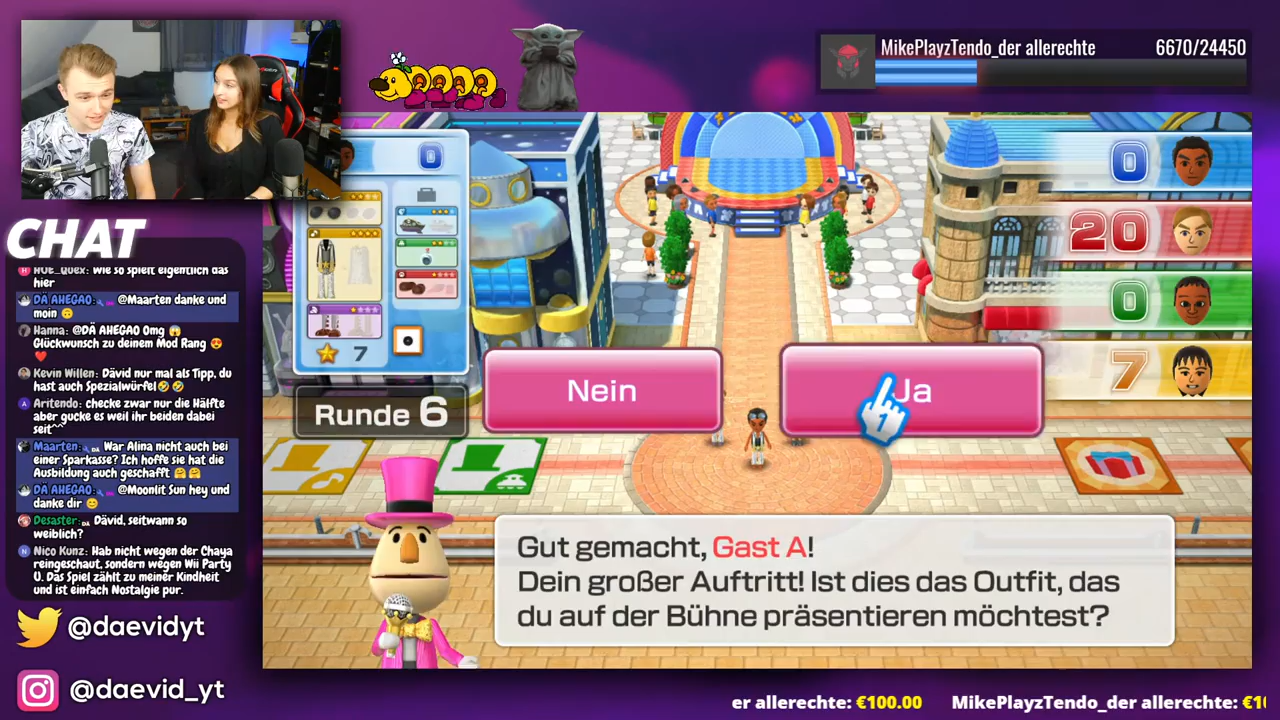 MikePlayzTendo_der allerechte 6670/24450
CHAT
HUE_Quex: Wie so spielt eigentlich das
hier
DÄ AHEGAO: @Maarten danke und
moin
Hanna: @DÄ AHEGAO Omg
Glückwunsch zu deinem Mod Rang
Kevin Willen: Dävid nur mal als Tipp, du
hast auch Spezialwürfel
Aritendo: checke zwar nur die Hälfte
aber gucke es weil ihr beiden dabei
seit^^
Maarten: War Alina nicht auch bei
einer Sparkasse? Ich hoffe sie hat die
Ausbildung auch geschafft
DÄ AHEGAO: @Moonlit Sun hey und
danke dir
Desaster: Dävid, seitwann so
weiblich?
Nico Kunz: Hab nicht wegen der Chaya
reingeschaut, sondern wegen Wii Party
U. Das Spiel zählt zu meiner Kindheit
und ist einfach Nostalgie pur.
@daevidyt
@daevid_yt
0
7
Runde 6
0
20
0
7
Nein
Ja
1
Gut gemacht, Gast A!
Dein großer Auftritt! Ist dies das Outfit, das
du auf der Bühne präsentieren möchtest?
er allerechte: €100.00 MikePlayzTendo_der allerechte: €10